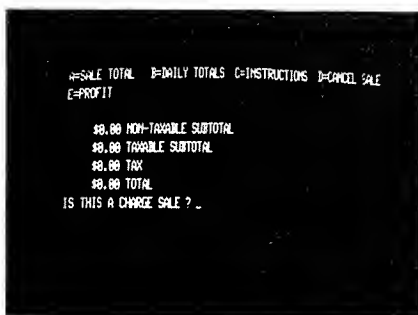 A=SALE TOTAL B=DAILY TOTALS C=INSTRUCTIONS D=CANCEL SALE
E=PROFIT
$0.00 NON-TAXABLE SUBTOTAL
$0.00 TAXABLE SUBTOTAL
$0.00 TAX
$0.00 TOTAL
IS THIS A CHARGE SALE ? _